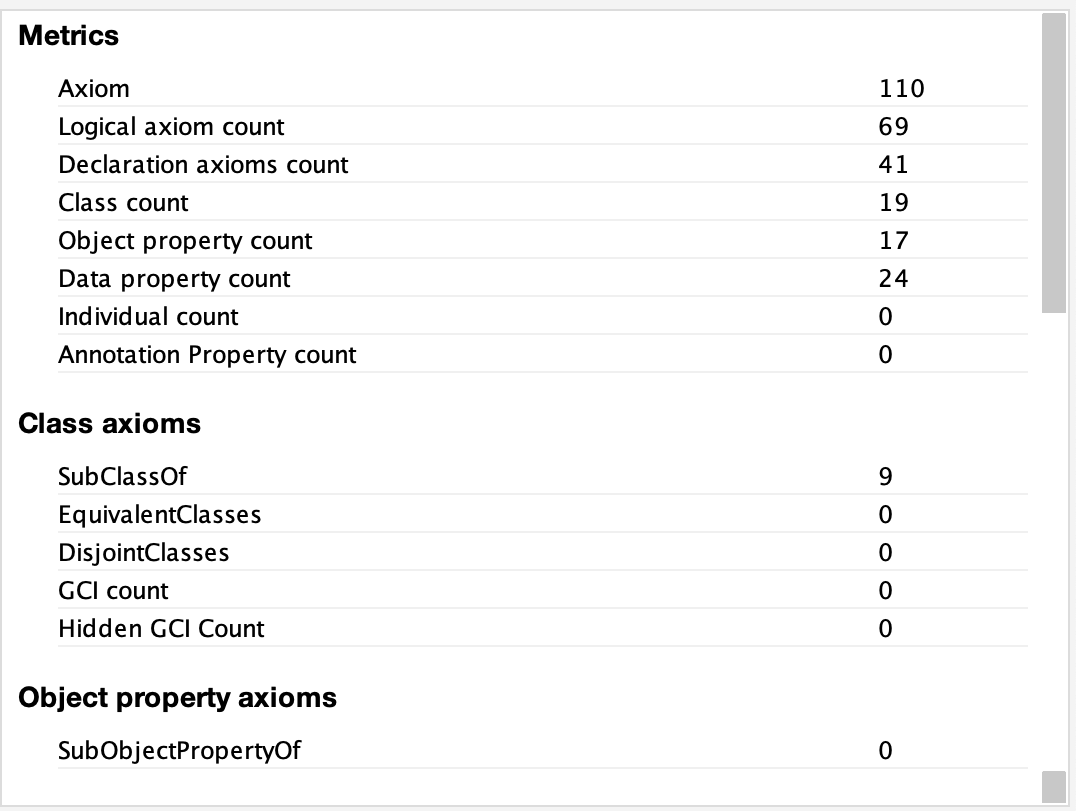 Metrics
Axiom 110
Logical axiom count 69
Declaration axioms count 41
Class count 19
Object property count 17
Data property count 24
Individual count 0
Annotation Property count 0
Class axioms
SubClassOf 9
EquivalentClasses 0
DisjointClasses 0
GCI count 0
Hidden GCI Count 0
Object property axioms
SubObjectPropertyOf 0